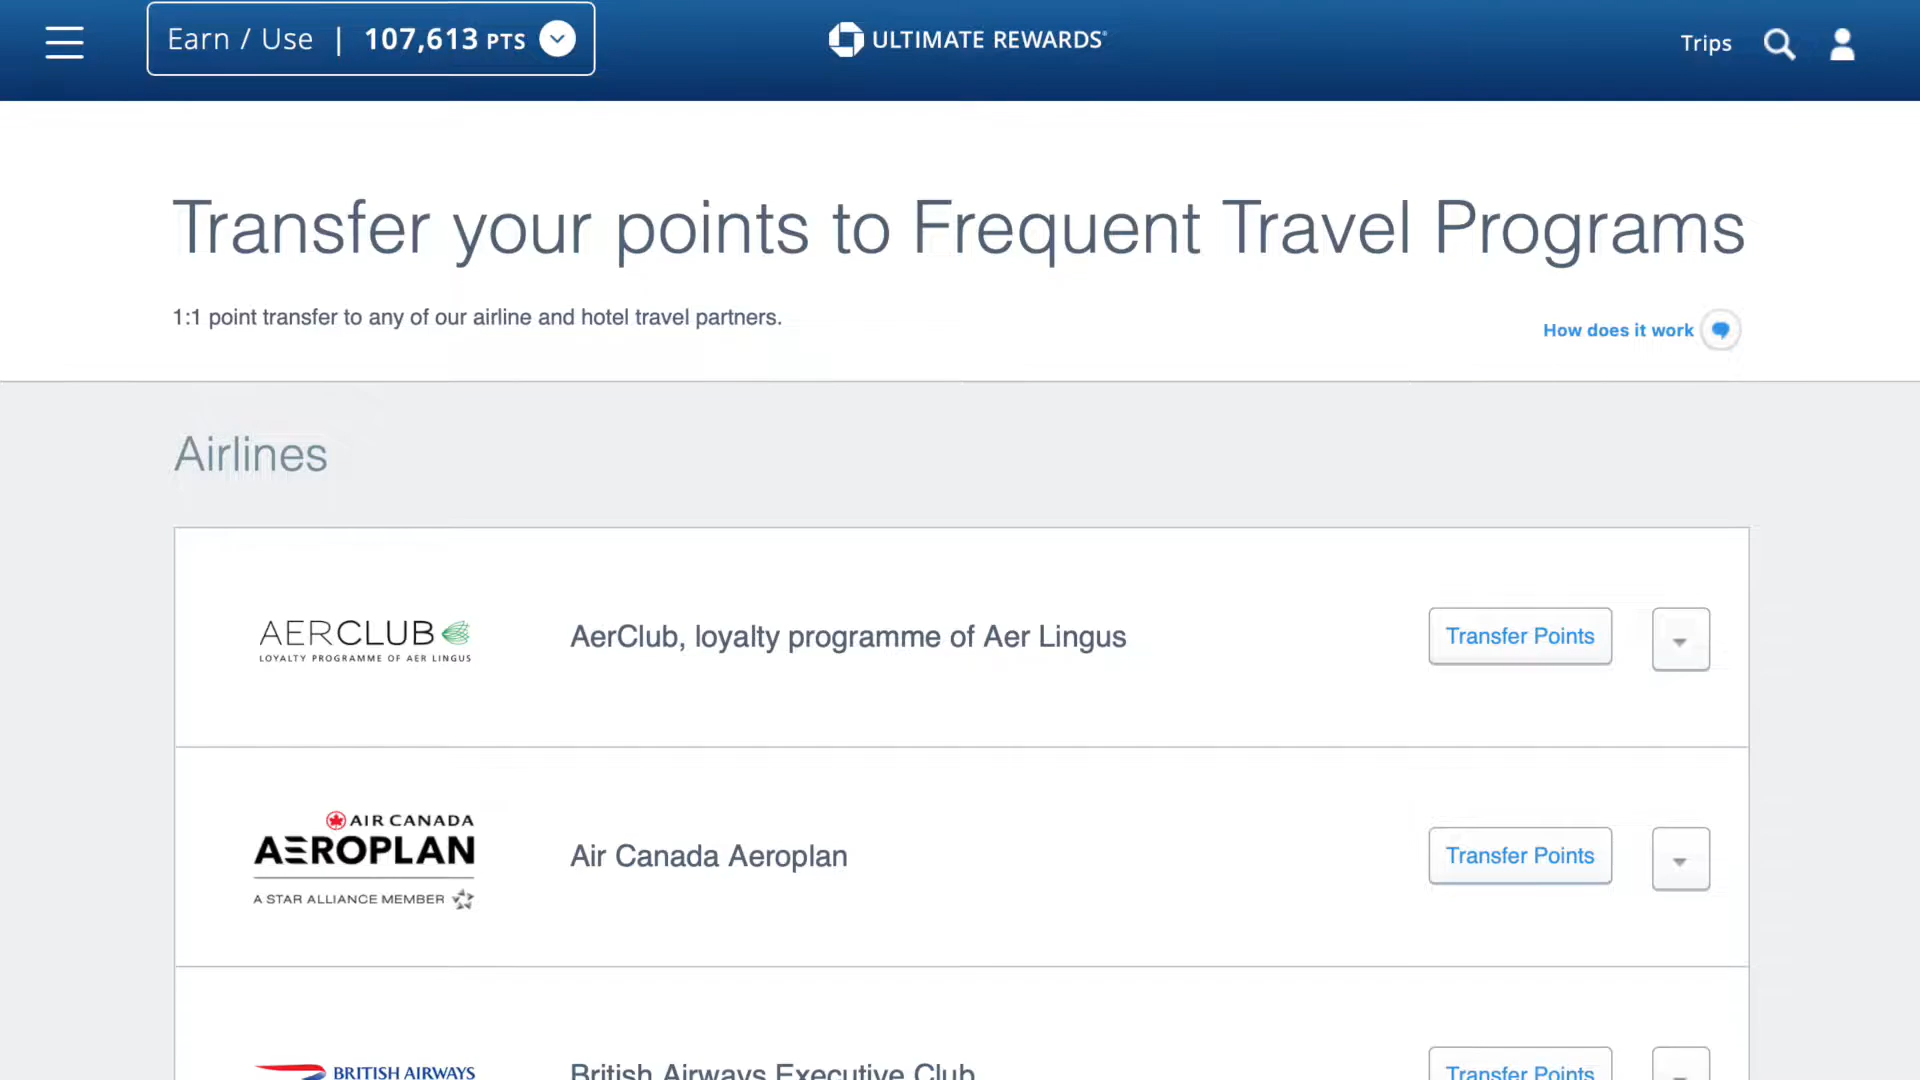 Earn / Use | 107,613 PTS
ULTIMATE REWARDS®
Trips
Transfer your points to Frequent Travel Programs
1:1 point transfer to any of our airline and hotel travel partners.
How does it work
Airlines
AERCLUB
LOYALTY PROGRAMME OF AER LINGUS
AerClub, loyalty programme of Aer Lingus
Transfer Points
AIR CANADA
AEROPLAN
A STAR ALLIANCE MEMBER
Air Canada Aeroplan
Transfer Points
BRITISH AIRWAYS
British Airways Executive Club
Transfer Points